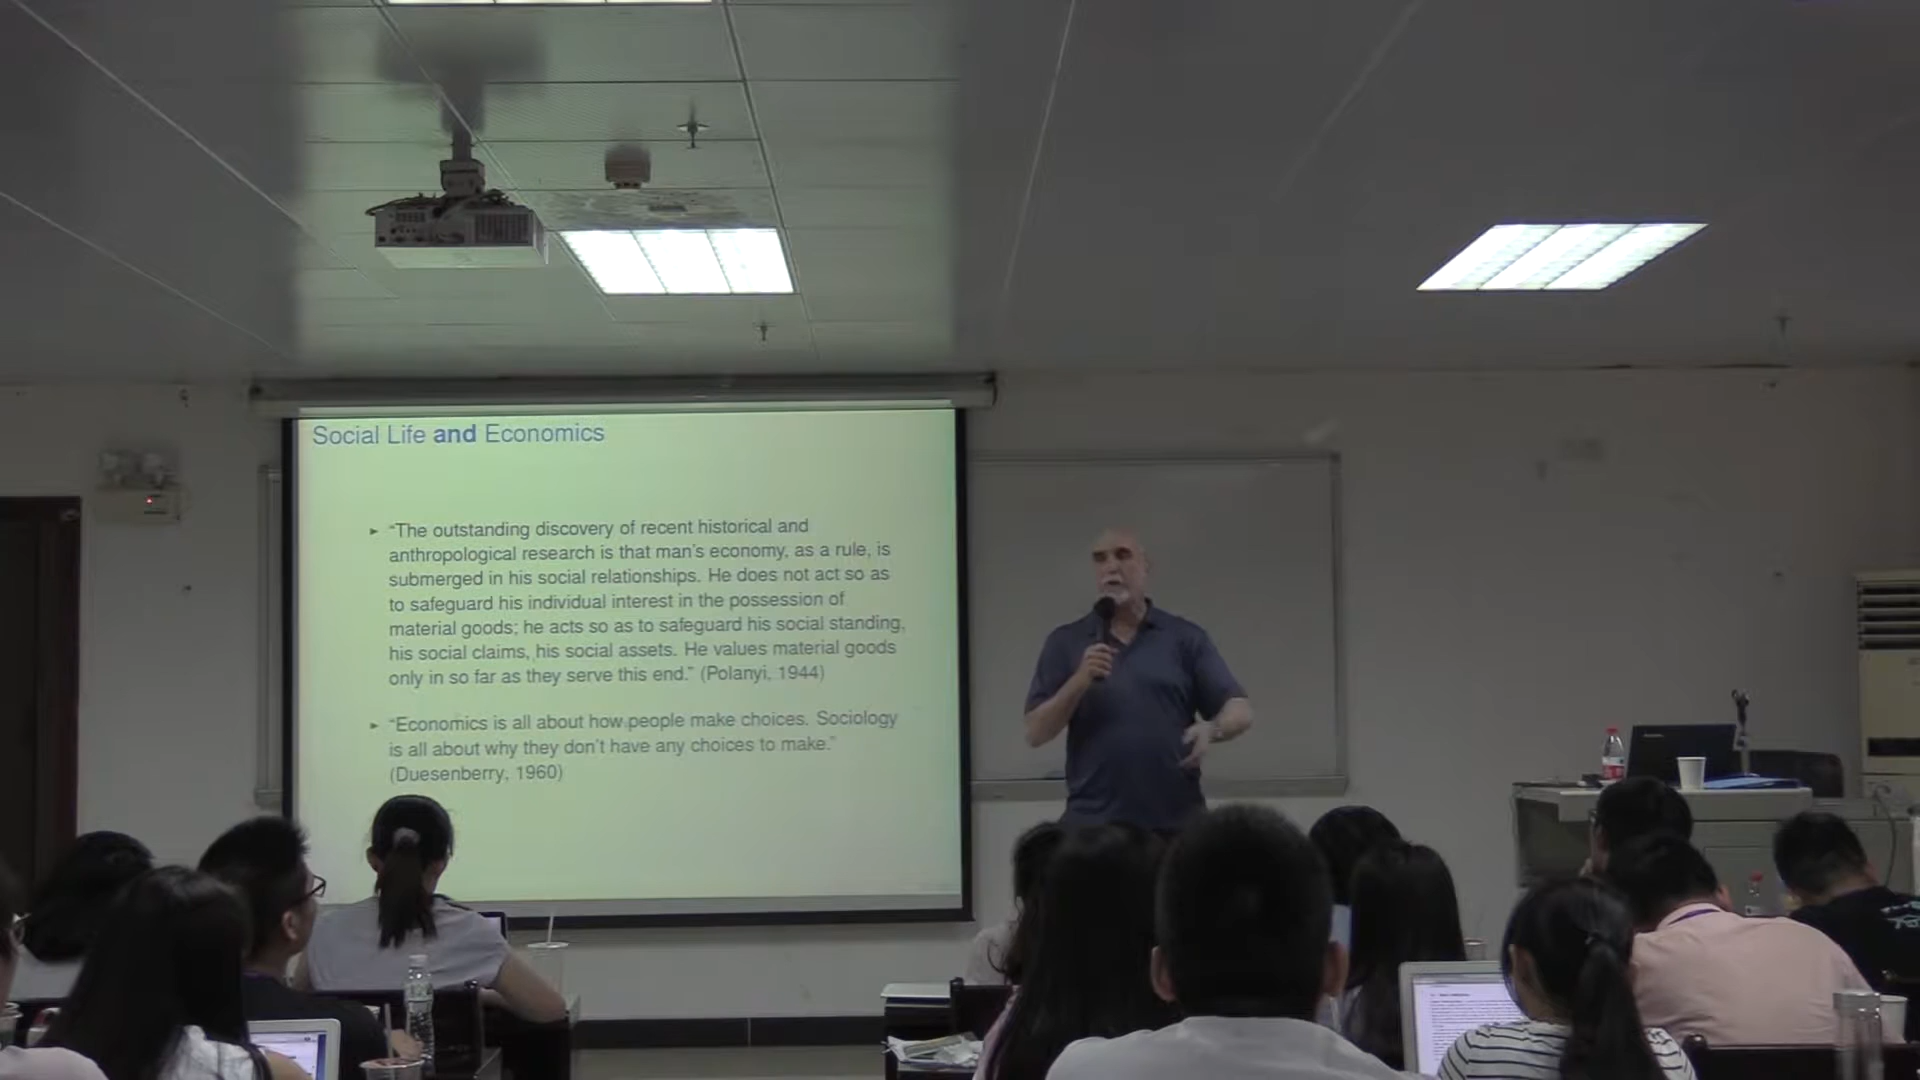 Social Life and Economics
► “The outstanding discovery of recent historical and
anthropological research is that man's economy, as a rule, is
submerged in his social relationships. He does not act so as
to safeguard his individual interest in the possession of
material goods; he acts so as to safeguard his social standing,
his social claims, his social assets. He values material goods
only in so far as they serve this end.” (Polanyi, 1944)
► “Economics is all about how people make choices. Sociology
is all about why they don't have any choices to make.”
(Duesenberry, 1960)